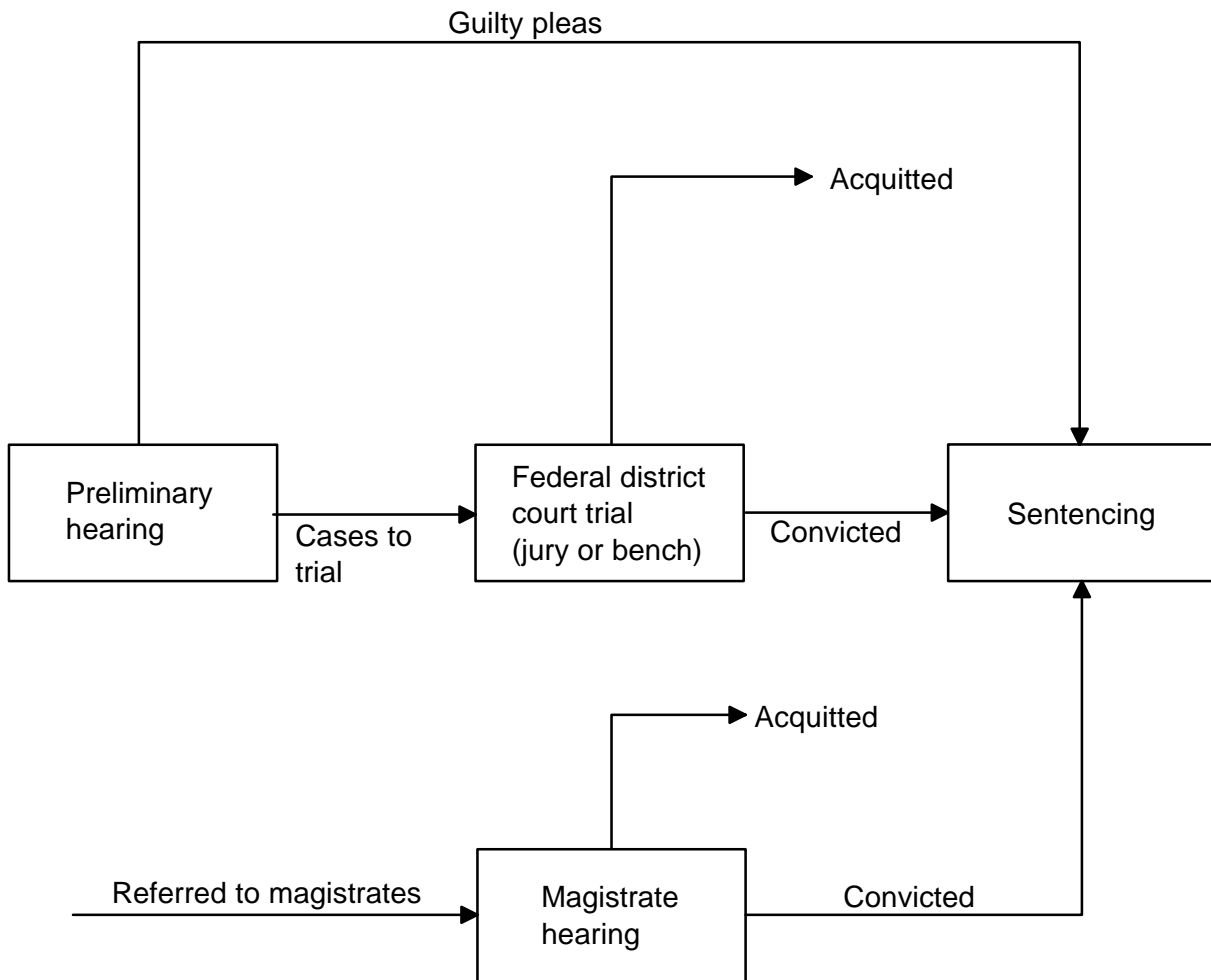 Guilty pleas
Acquitted
Preliminary
hearing
Cases to
trial
Federal district
court trial
(jury or bench)
Convicted
Sentencing
Acquitted
Referred to magistrates
Magistrate
hearing
Convicted